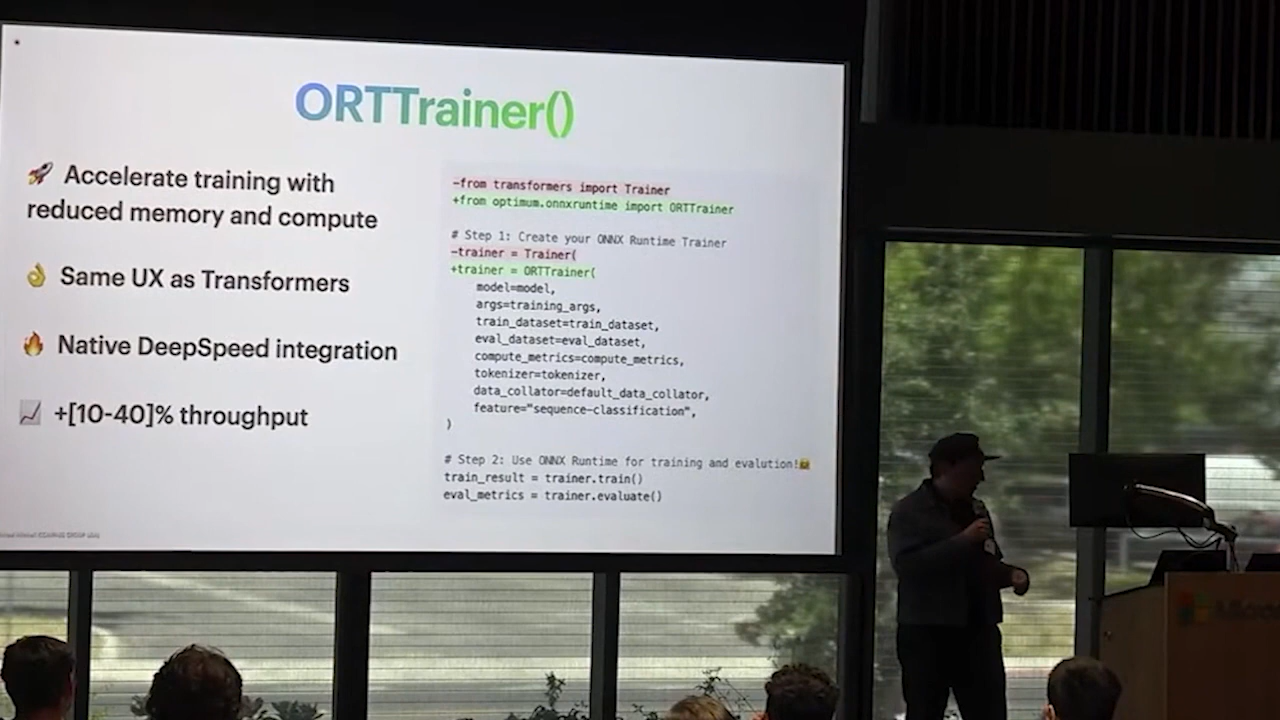 ORTTrainer()
🚀 Accelerate training with
reduced memory and compute
👌 Same UX as Transformers
🔥 Native DeepSpeed integration
📈 +[10-40]% throughput
-from transformers import Trainer
+from optimum.onnxruntime import ORTTrainer
# Step 1: Create your ONNX Runtime Trainer
-trainer = Trainer(
+trainer = ORTTrainer(
model=model,
args=training_args,
train_dataset=train_dataset,
eval_dataset=eval_dataset,
compute_metrics=compute_metrics,
tokenizer=tokenizer,
data_collator=default_data_collator,
feature="sequence-classification",
)
# Step 2: Use ONNX Runtime for training and evalution!🤗
train_result = trainer.train()
eval_metrics = trainer.evaluate()